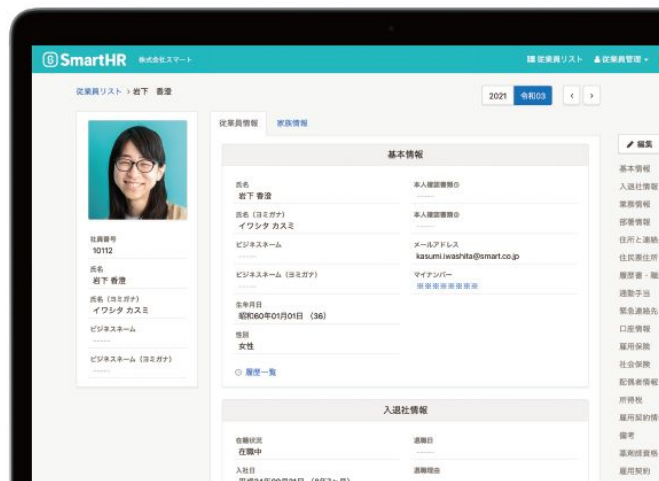 SmartHR 株式会社スマート
従業員リスト 従業員管理
従業員リスト > 岩下 香澄
2021 令和03 < >
従業員情報 家族情報
社員番号
10112
氏名
岩下 香澄
氏名（ヨミガナ）
イワシタ カスミ
ビジネスネーム
-----
ビジネスネーム（ヨミガナ）
-----
基本情報
氏名
岩下 香澄
氏名（ヨミガナ）
イワシタ カスミ
ビジネスネーム
-----
ビジネスネーム（ヨミガナ）
-----
生年月日
昭和60年01月01日 （36）
性別
女性
履歴一覧
本人確認書類①
-----
本人確認書類②
-----
メールアドレス
kasumi.iwashita@smart.co.jp
マイナンバー
※※※※※※※※
入退社情報
在籍状況
在職中
入社日
退職日
-----
退職理由
編集
基本情報
入退社情報
業務情報
部署情報
住所と連絡
住民票住所
履歴書・職
通勤手当
緊急連絡先
口座情報
雇用保険
社会保険
配偶者情報
所得税
雇用契約情
備考
薬剤師資格
雇用契約